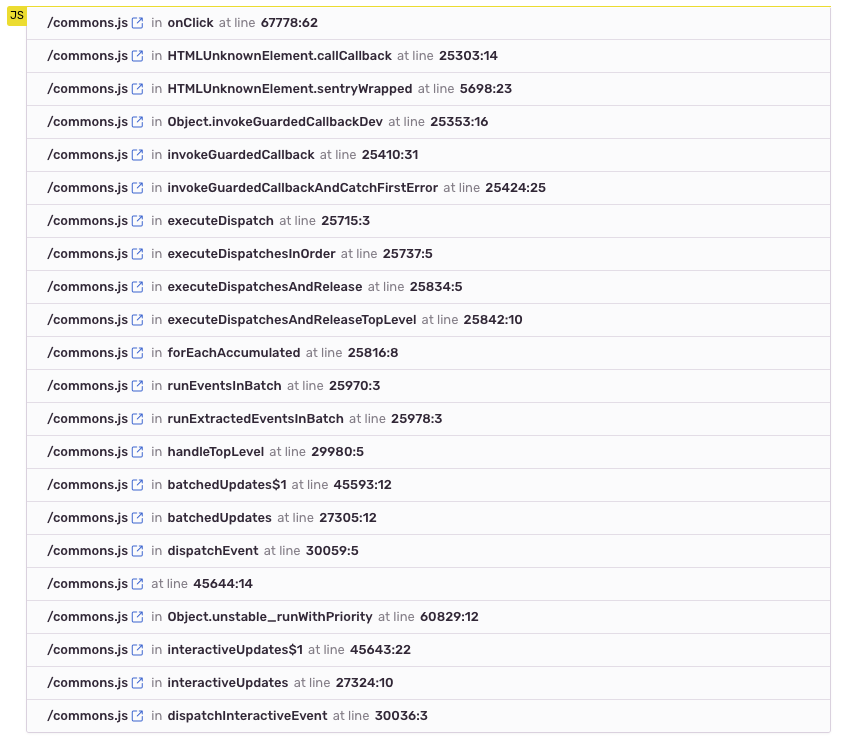 JS
/commons.js in onClick at line 67778:62
/commons.js in HTMLUnknownElement.callCallback at line 25303:14
/commons.js in HTMLUnknownElement.sentryWrapped at line 5698:23
/commons.js in Object.invokeGuardedCallbackDev at line 25353:16
/commons.js in invokeGuardedCallback at line 25410:31
/commons.js in invokeGuardedCallbackAndCatchFirstError at line 25424:25
/commons.js in executeDispatch at line 25715:3
/commons.js in executeDispatchesInOrder at line 25737:5
/commons.js in executeDispatchesAndRelease at line 25834:5
/commons.js in executeDispatchesAndReleaseTopLevel at line 25842:10
/commons.js in forEachAccumulated at line 25816:8
/commons.js in runEventsInBatch at line 25970:3
/commons.js in runExtractedEventsInBatch at line 25978:3
/commons.js in handleTopLevel at line 29980:5
/commons.js in batchedUpdates$1 at line 45593:12
/commons.js in batchedUpdates at line 27305:12
/commons.js in dispatchEvent at line 30059:5
/commons.js at line 45644:14
/commons.js in Object.unstable_runWithPriority at line 60829:12
/commons.js in interactiveUpdates$1 at line 45643:22
/commons.js in interactiveUpdates at line 27324:10
/commons.js in dispatchInteractiveEvent at line 30036:3